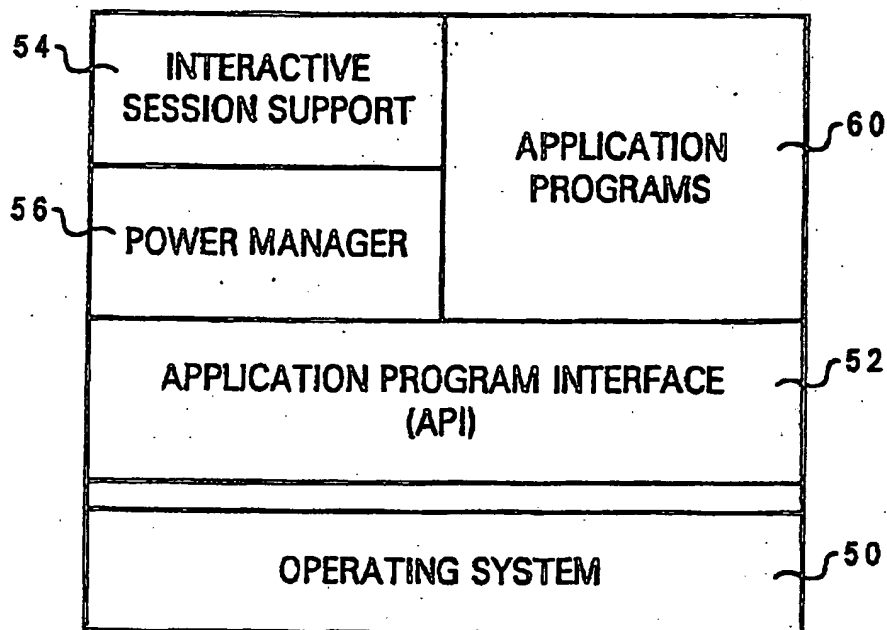 54
INTERACTIVE
SESSION SUPPORT
APPLICATION
PROGRAMS
60
56
POWER MANAGER
APPLICATION PROGRAM INTERFACE
(API)
52
OPERATING SYSTEM
50